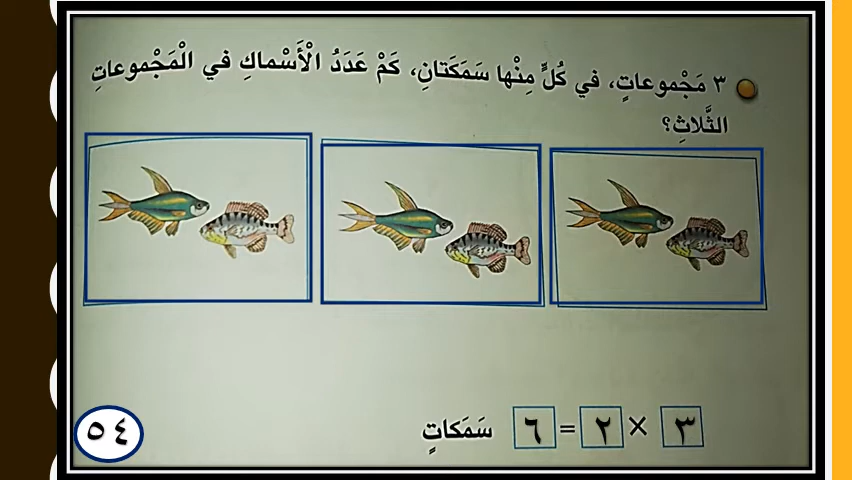 ٣ مَجْموعاتٍ، في كُلٍّ مِنْها سَمَكَتانِ، كَمْ عَدَدُ الْأَسْماكِ في الْمَجْموعاتِ
الثَّلاثِ؟
٣ × ٢ = ٦ سَمَكاتٍ
٥٤